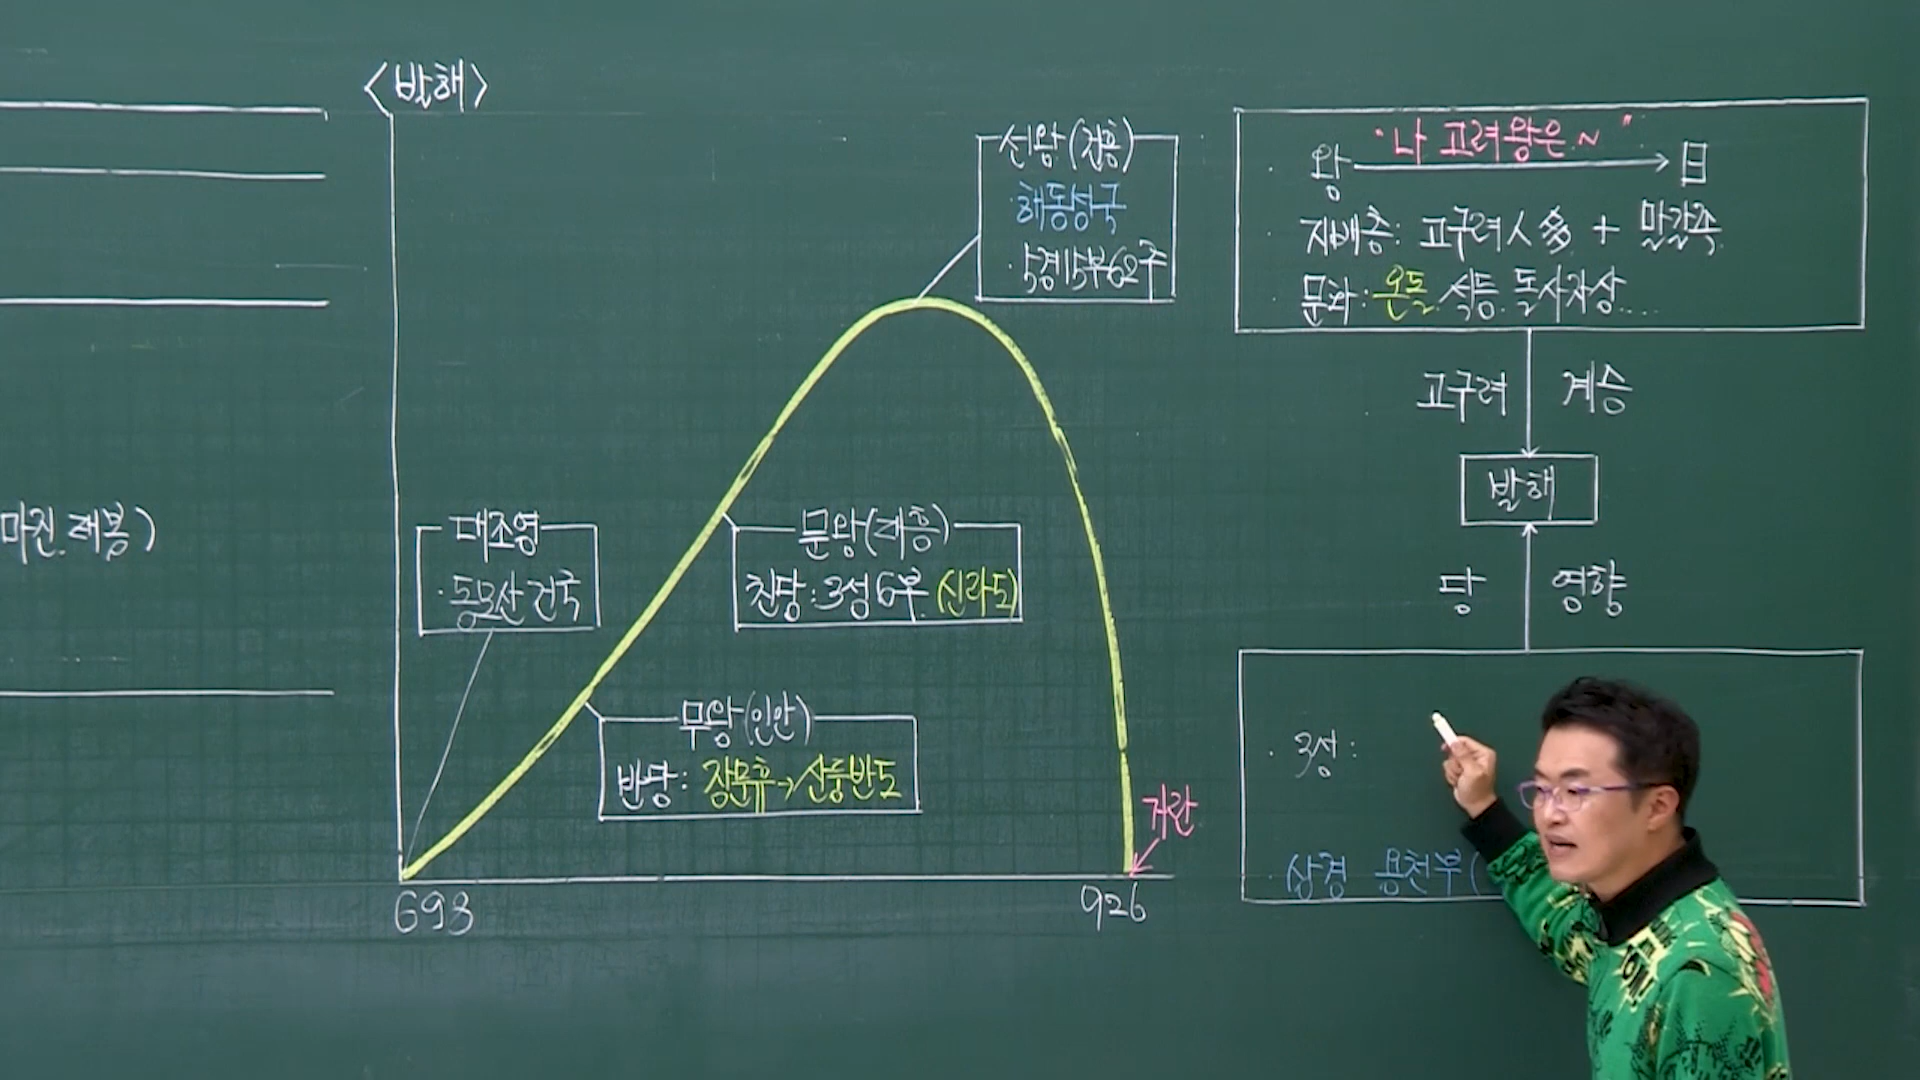 마진.태봉)
<발해>
선왕(건흥)
·해동성국
·5경15부62주
대조영
·동모산 건국
문왕(대흥)
친당:3성6부.(신라도)
무왕(인안)
반당: 장문휴→산둥반도
거란
698
926
"나 고려왕은~"
· 왕 → 日
· 지배층: 고구려人 多 + 말갈족
· 문화: 온돌. 석등. 돌사자상....
고구려 계승
발해
당 영향
· 3성:
· 상경 용천부(